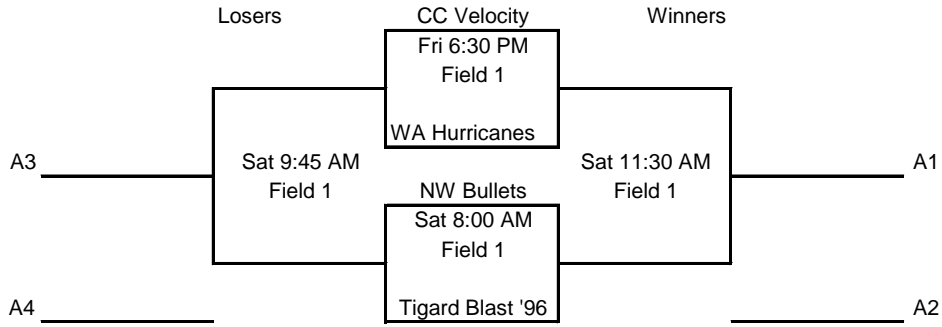 Losers CC Velocity Winners
Fri 6:30 PM
Field 1
WA Hurricanes
A3 Sat 9:45 AM Sat 11:30 AM A1
Field 1 NW Bullets Field 1
Sat 8:00 AM
Field 1
A4 Tigard Blast '96 A2